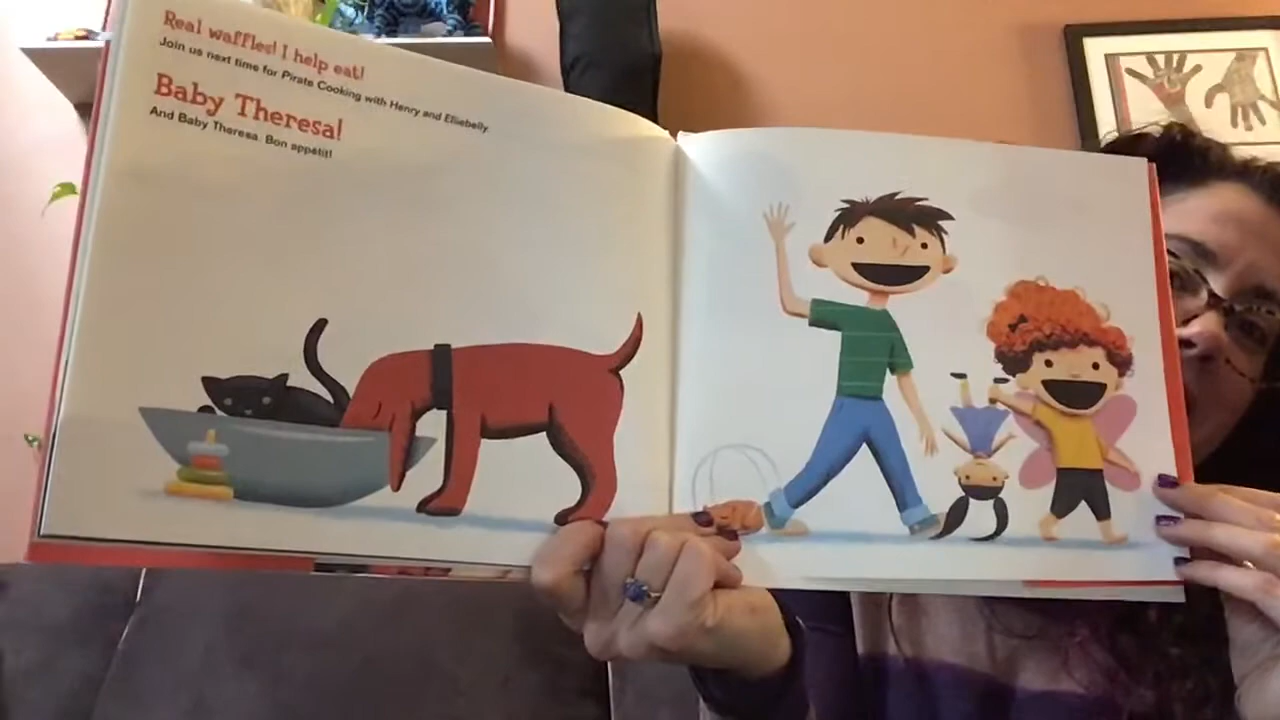 Real waffles! I help eat!
Join us next time for Pirate Cooking with Henry and Elliebelly.
Baby Theresa!
And Baby Theresa. Bon appétit!